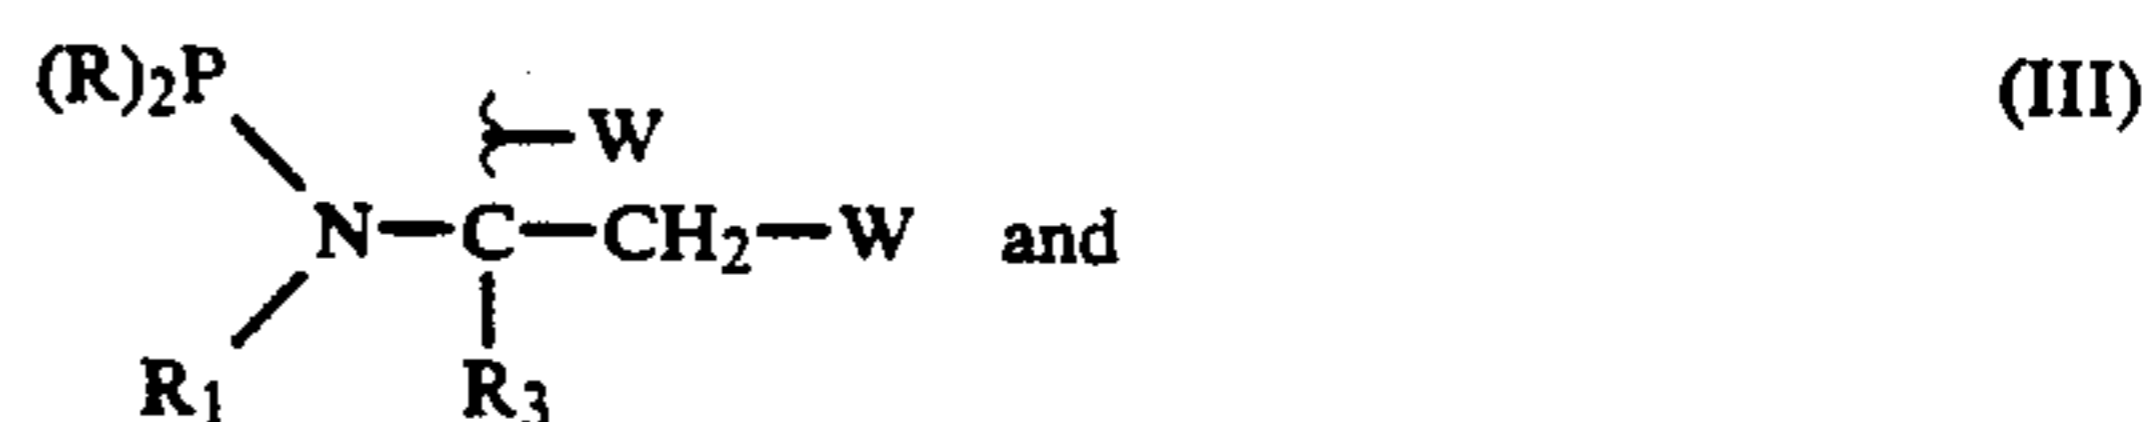 (R)₂P (III)
W
N—C—CH₂—W and
R₁ R₃